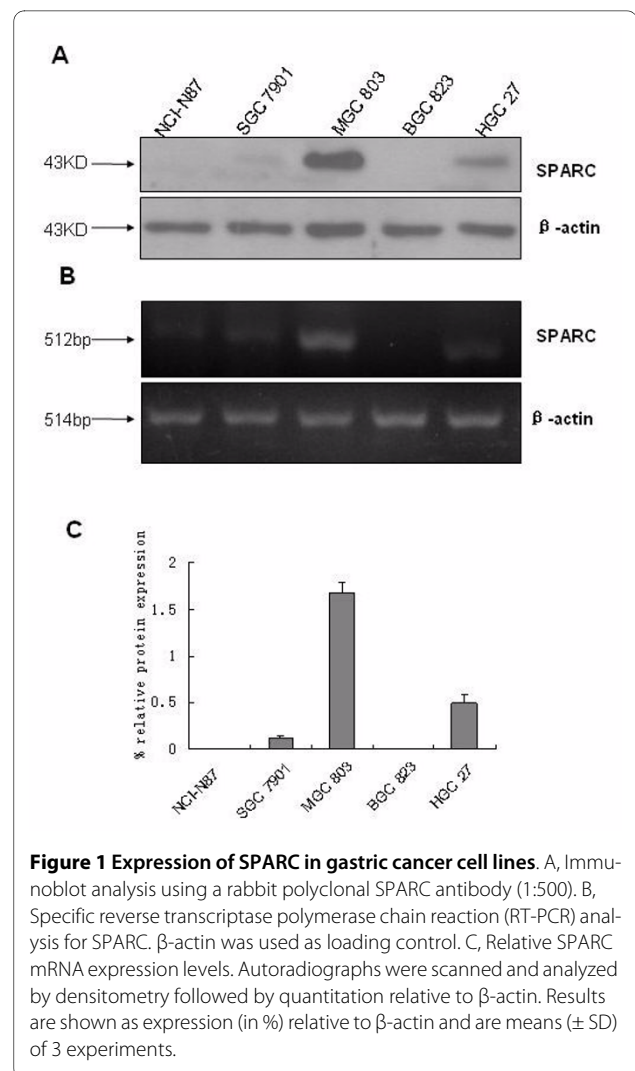 A
NCI-N87
SGC 7901
MGC 803
BGC 823
HGC 27
43KD
SPARC
43KD
β-actin
B
512bp
SPARC
514bp
β-actin
C
% relative protein expression
2
1.5
1
0.5
0
NCI-N87
SGC 7901
MGC 803
BGC 823
HGC 27
Figure 1 Expression of SPARC in gastric cancer cell lines. A, Immu-
noblot analysis using a rabbit polyclonal SPARC antibody (1:500). B,
Specific reverse transcriptase polymerase chain reaction (RT-PCR) anal-
ysis for SPARC. β-actin was used as loading control. C, Relative SPARC
mRNA expression levels. Autoradiographs were scanned and analyzed
by densitometry followed by quantitation relative to β-actin. Results
are shown as expression (in %) relative to β-actin and are means (± SD)
of 3 experiments.